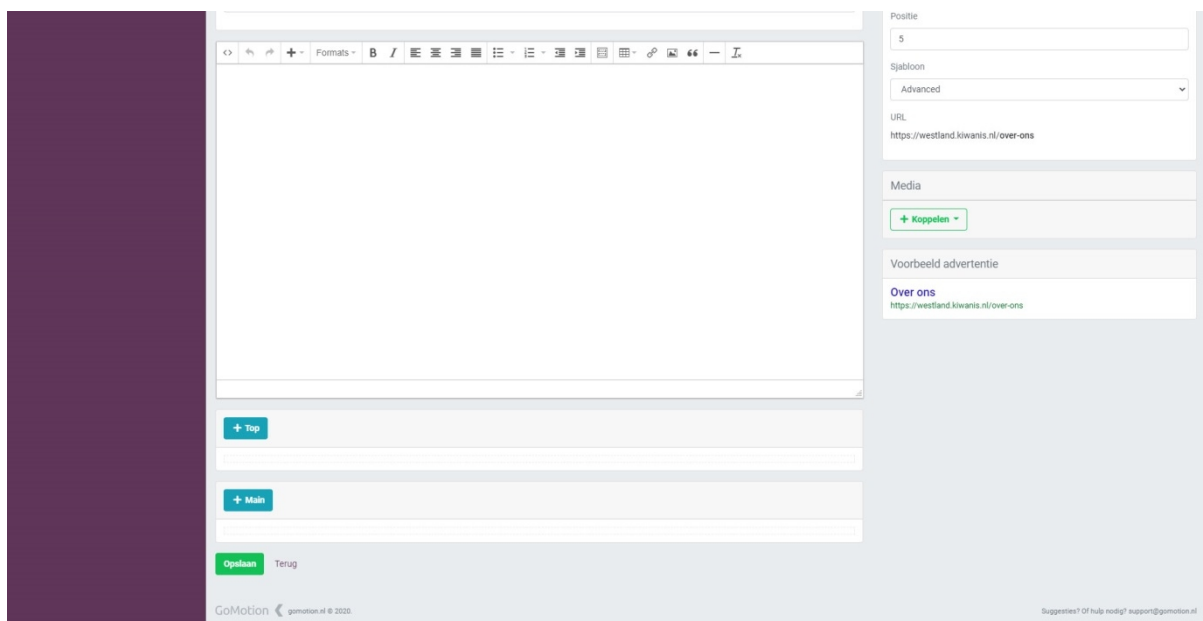 Positie
5
Formats
Sjabloon
Advanced
URL
https://westland.kiwanis.nl/over-ons
Media
+ Koppelen
Voorbeeld advertentie
Over ons
https://westland.kiwanis.nl/over-ons
+ Top
+ Main
Opslaan Terug
GoMotion gomotion.nl © 2020. Suggesties? Of hulp nodig? support@gomotion.nl